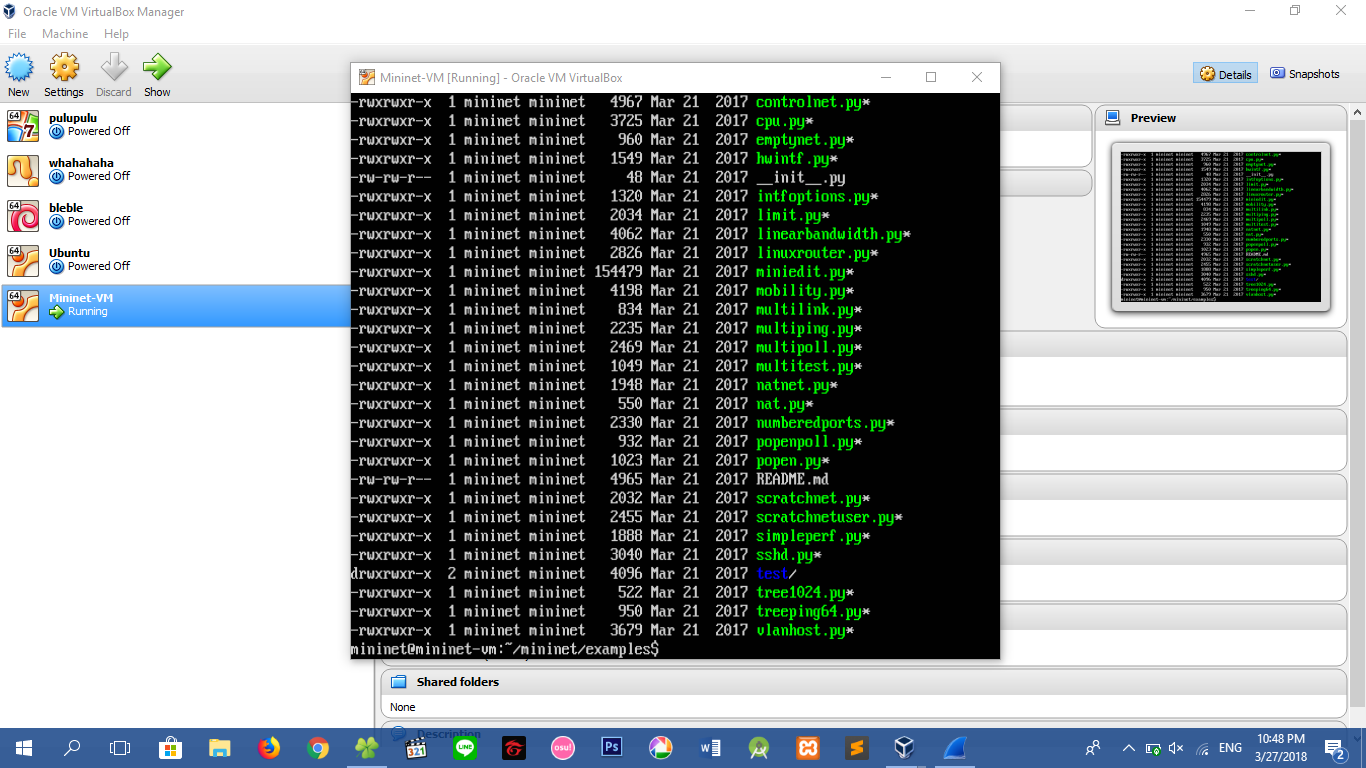 Oracle VM VirtualBox Manager
File Machine Help
New Settings Discard Show
Details Snapshots
64 pulupulu
Powered Off
whahahaha
Powered Off
64 bleble
Powered Off
64 Ubuntu
Powered Off
64 Mininet-VM
Running
Mininet-VM [Running] - Oracle VM VirtualBox
-rwxrwxr-x 1 mininet mininet 4967 Mar 21 2017 controlnet.py*
-rwxrwxr-x 1 mininet mininet 3725 Mar 21 2017 cpu.py*
-rwxrwxr-x 1 mininet mininet 960 Mar 21 2017 emptynet.py*
-rwxrwxr-x 1 mininet mininet 1549 Mar 21 2017 hwintf.py*
-rw-rw-r-- 1 mininet mininet 48 Mar 21 2017 __init__.py
-rwxrwxr-x 1 mininet mininet 1320 Mar 21 2017 intfoptions.py*
-rwxrwxr-x 1 mininet mininet 2034 Mar 21 2017 limit.py*
-rwxrwxr-x 1 mininet mininet 4062 Mar 21 2017 linearbandwidth.py*
-rwxrwxr-x 1 mininet mininet 2826 Mar 21 2017 linuxrouter.py*
-rwxrwxr-x 1 mininet mininet 154479 Mar 21 2017 miniedit.py*
-rwxrwxr-x 1 mininet mininet 4198 Mar 21 2017 mobility.py*
-rwxrwxr-x 1 mininet mininet 834 Mar 21 2017 multilink.py*
-rwxrwxr-x 1 mininet mininet 2235 Mar 21 2017 multiping.py*
-rwxrwxr-x 1 mininet mininet 2469 Mar 21 2017 multipoll.py*
-rwxrwxr-x 1 mininet mininet 1049 Mar 21 2017 multitest.py*
-rwxrwxr-x 1 mininet mininet 1948 Mar 21 2017 natnet.py*
-rwxrwxr-x 1 mininet mininet 550 Mar 21 2017 nat.py*
-rwxrwxr-x 1 mininet mininet 2330 Mar 21 2017 numberedports.py*
-rwxrwxr-x 1 mininet mininet 932 Mar 21 2017 popenpoll.py*
-rwxrwxr-x 1 mininet mininet 1023 Mar 21 2017 popen.py*
-rw-rw-r-- 1 mininet mininet 4965 Mar 21 2017 README.md
-rwxrwxr-x 1 mininet mininet 2032 Mar 21 2017 scratchnet.py*
-rwxrwxr-x 1 mininet mininet 2455 Mar 21 2017 scratchnetuser.py*
-rwxrwxr-x 1 mininet mininet 1888 Mar 21 2017 simpleperf.py*
-rwxrwxr-x 1 mininet mininet 3040 Mar 21 2017 sshd.py*
drwxrwxr-x 2 mininet mininet 4096 Mar 21 2017 test/
-rwxrwxr-x 1 mininet mininet 522 Mar 21 2017 tree1024.py*
-rwxrwxr-x 1 mininet mininet 950 Mar 21 2017 treeping64.py*
-rwxrwxr-x 1 mininet mininet 3679 Mar 21 2017 vlanhost.py*
mininet@mininet-vm:~/mininet/examples$
Preview
Shared folders
None
Description
321 LINE osu! Ps
ENG 10:48 PM
3/27/2018 2